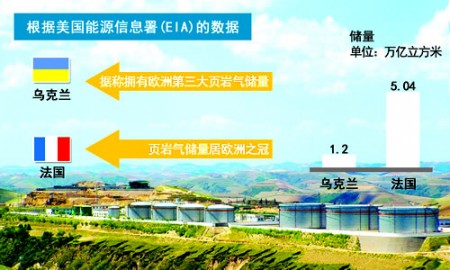 根据美国能源信息署(EIA)的数据
储量
单位：万亿立方米
据称拥有欧洲第三大页岩气储量
乌克兰
5.04
页岩气储量居欧洲之冠
法国
1.2
乌克兰
法国